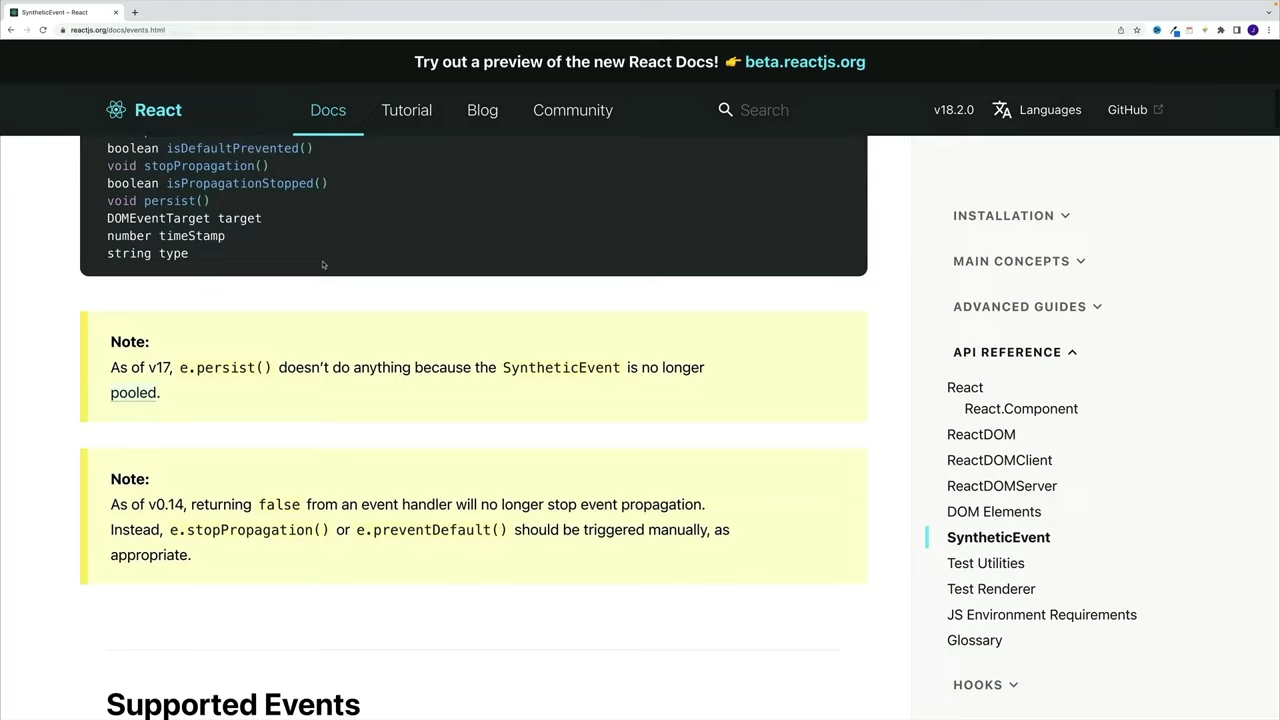 SyntheticEvent – React
reactjs.org/docs/events.html
Try out a preview of the new React Docs! 👉 beta.reactjs.org
React
Docs
Tutorial
Blog
Community
Search
v18.2.0
Languages
GitHub
boolean isDefaultPrevented()
void stopPropagation()
boolean isPropagationStopped()
void persist()
DOMEventTarget target
number timeStamp
string type
Note:
As of v17, e.persist() doesn’t do anything because the SyntheticEvent is no longer
pooled.
Note:
As of v0.14, returning false from an event handler will no longer stop event propagation.
Instead, e.stopPropagation() or e.preventDefault() should be triggered manually, as
appropriate.
Supported Events
INSTALLATION
MAIN CONCEPTS
ADVANCED GUIDES
API REFERENCE
React
React.Component
ReactDOM
ReactDOMClient
ReactDOMServer
DOM Elements
SyntheticEvent
Test Utilities
Test Renderer
JS Environment Requirements
Glossary
HOOKS